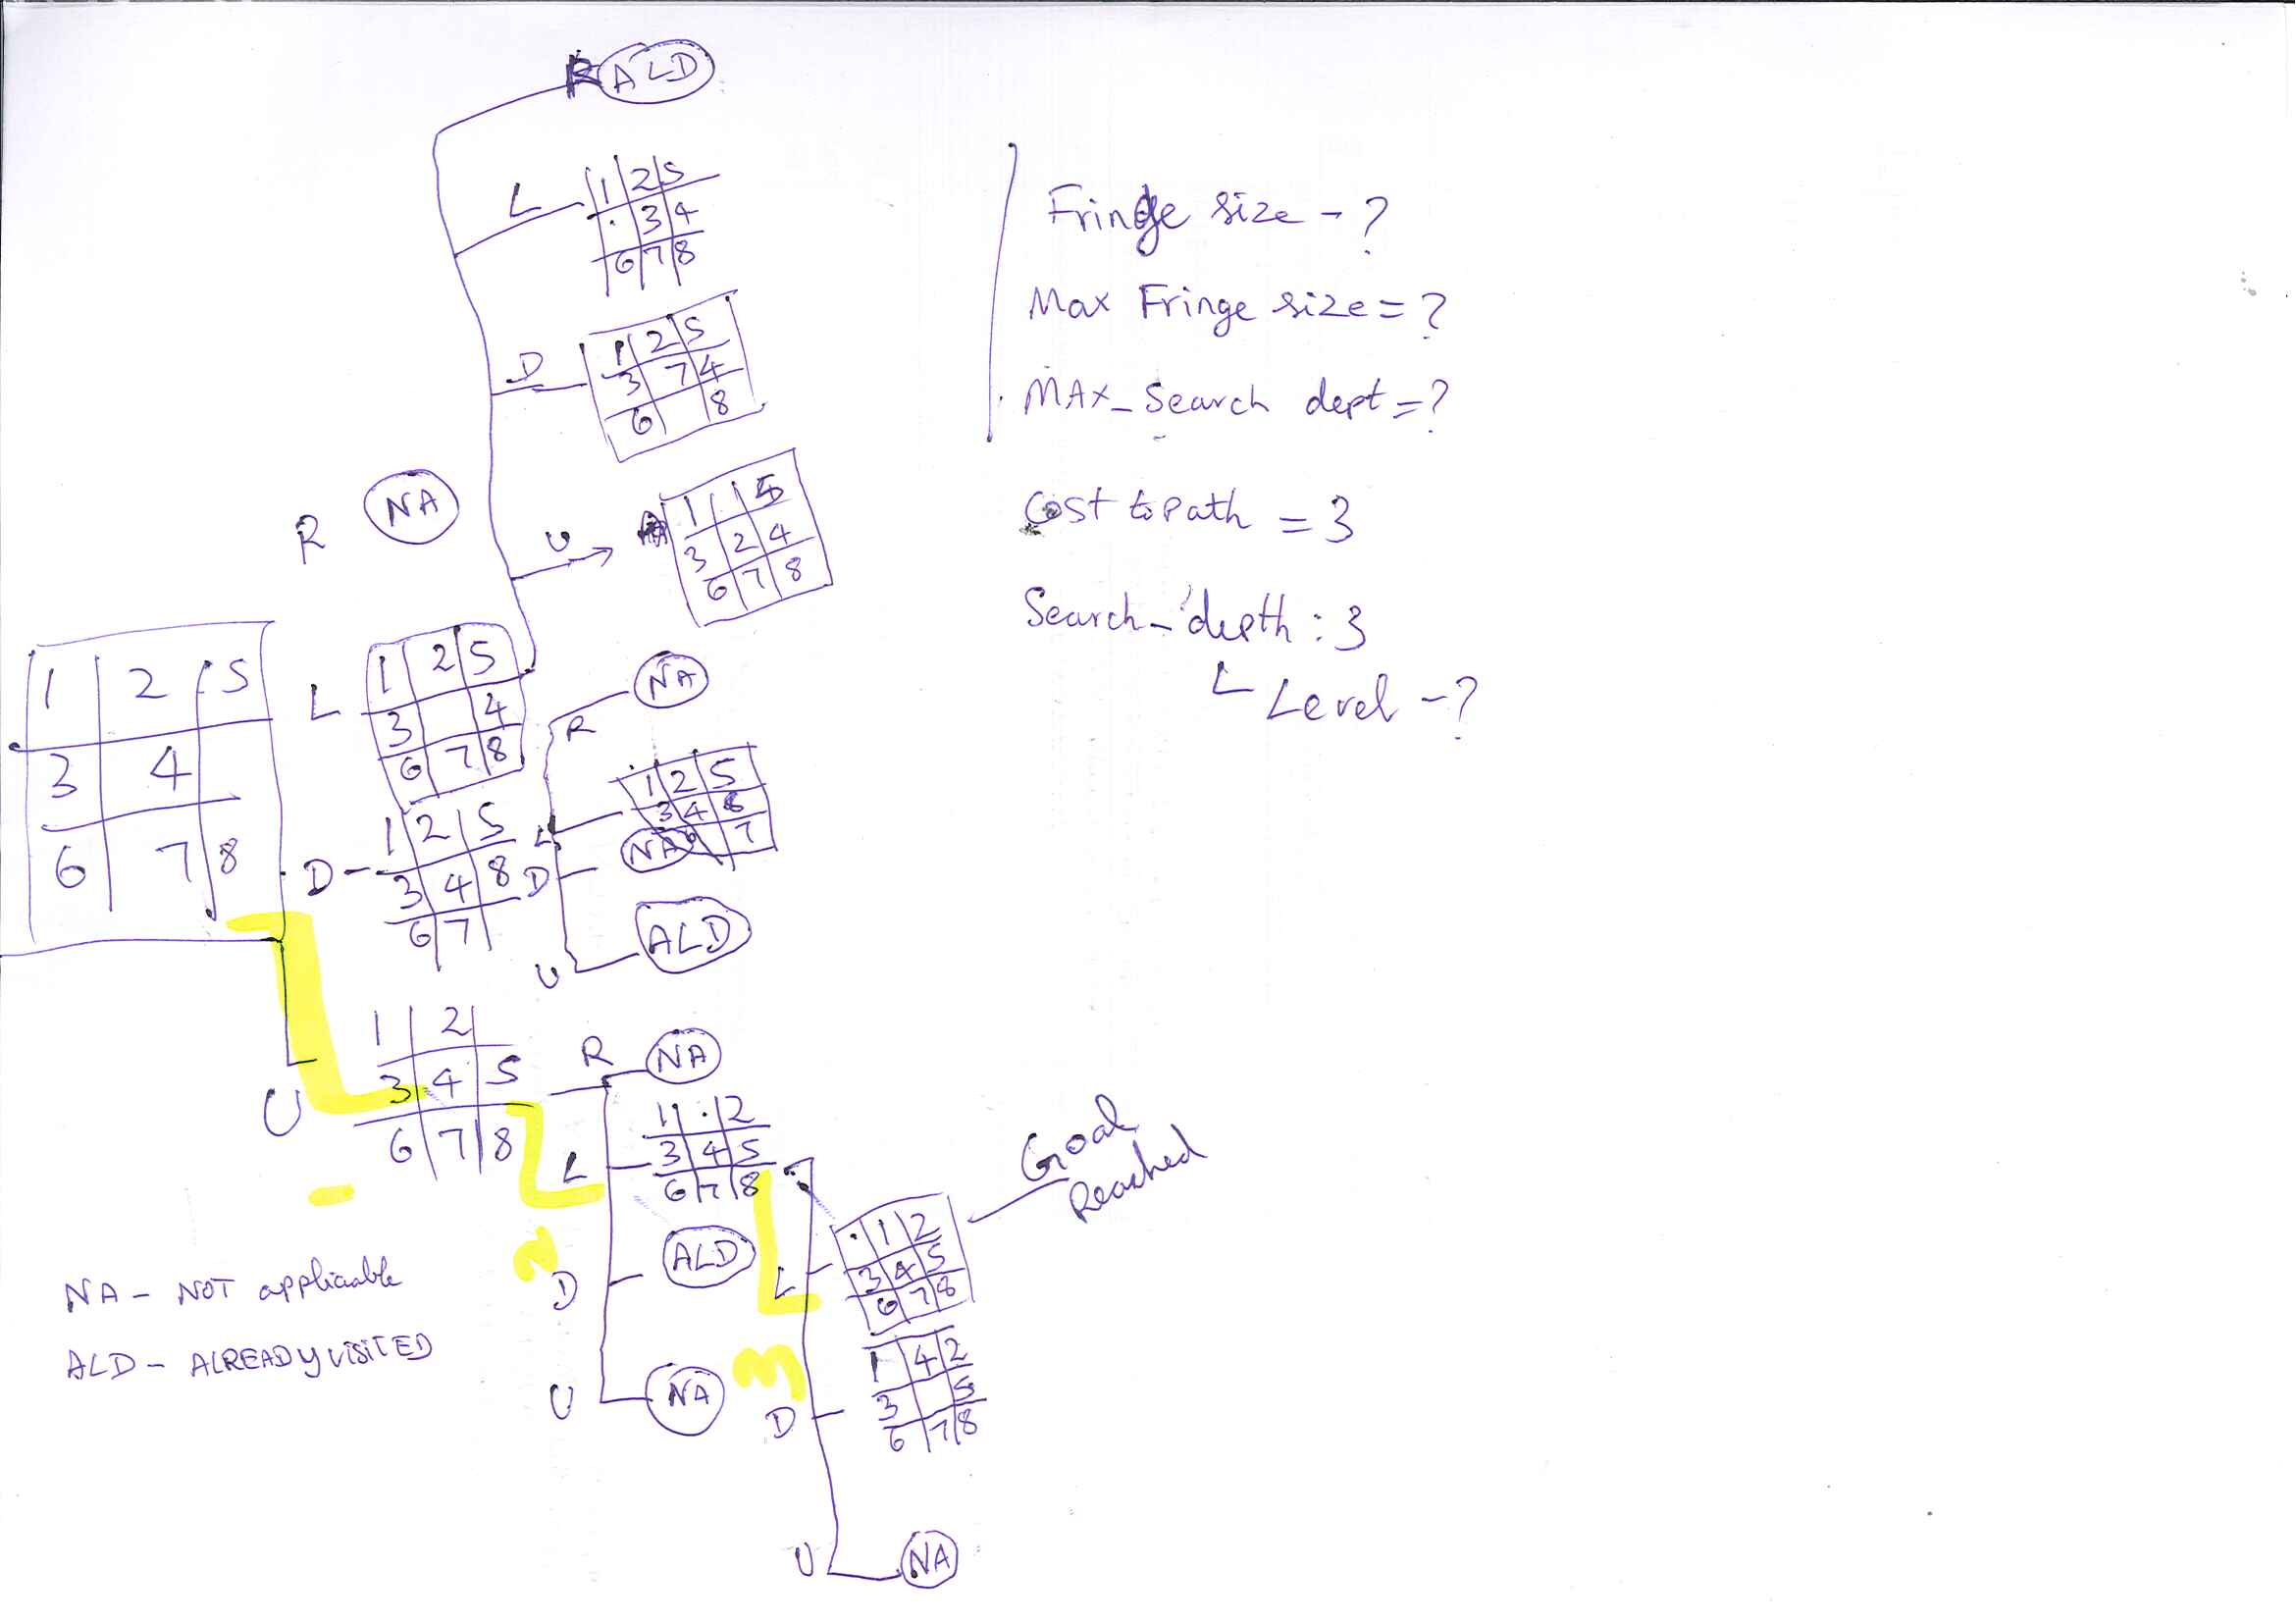 R ALD
L
1 2 5
. 3 4
6 7 8
D
1 2 5
3 7 4
6 8
U
1 1 5
3 2 4
6 7 8
R NA
L
1 2 5
3 4
6 7 8
1 2 5
3 4
6 7 8
R NA
L
1 2 5
3 4 8
6 7
D NA
U ALD
D
1 2 5
3 4 8
6 7
U
1 2
3 4 5
6 7 8
R NA
L
1 . 2
3 4 5
6 7 8
D ALD
U NA
2
L
. 1 2
3 4 5
6 7 8
Goal
Reached
3
D
1 4 2
3 5
6 7 8
U NA
NA - NOT applicable
ALD - ALREADY VISITED
Fringe size - ?
Max Fringe size = ?
MAX_Search dept = ?
Cost to Path = 3
Search_depth : 3
Level - ?